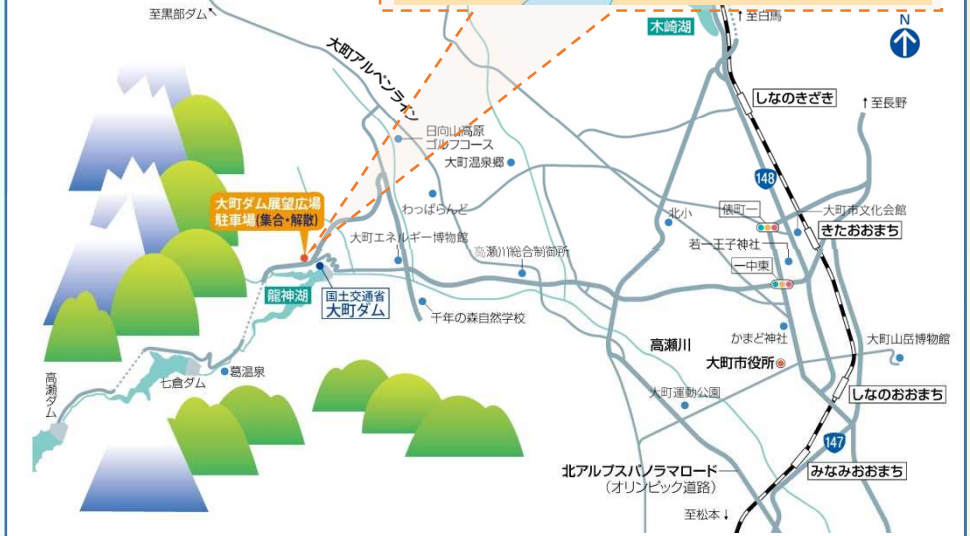 至黒部ダム
至白馬
N
木崎湖
大町アルペンライン
しなのきざき
至長野
日向山高原
ゴルフコース
大町温泉郷
148
大町ダム展望広場
駐車場(集合・解散)
わっぱらんど
北小
俵町一
大町市文化会館
きたおおまち
大町エネルギー博物館
高瀬川総合制御所
若一王子神社
一中東
龍神湖
国土交通省
大町ダム
千年の森自然学校
かまど神社
大町山岳博物館
高瀬川
大町市役所
高瀬ダム
七倉ダム
葛温泉
大町運動公園
しなのおおまち
147
北アルプスパノラマロード
(オリンピック道路)
みなみおおまち
至松本